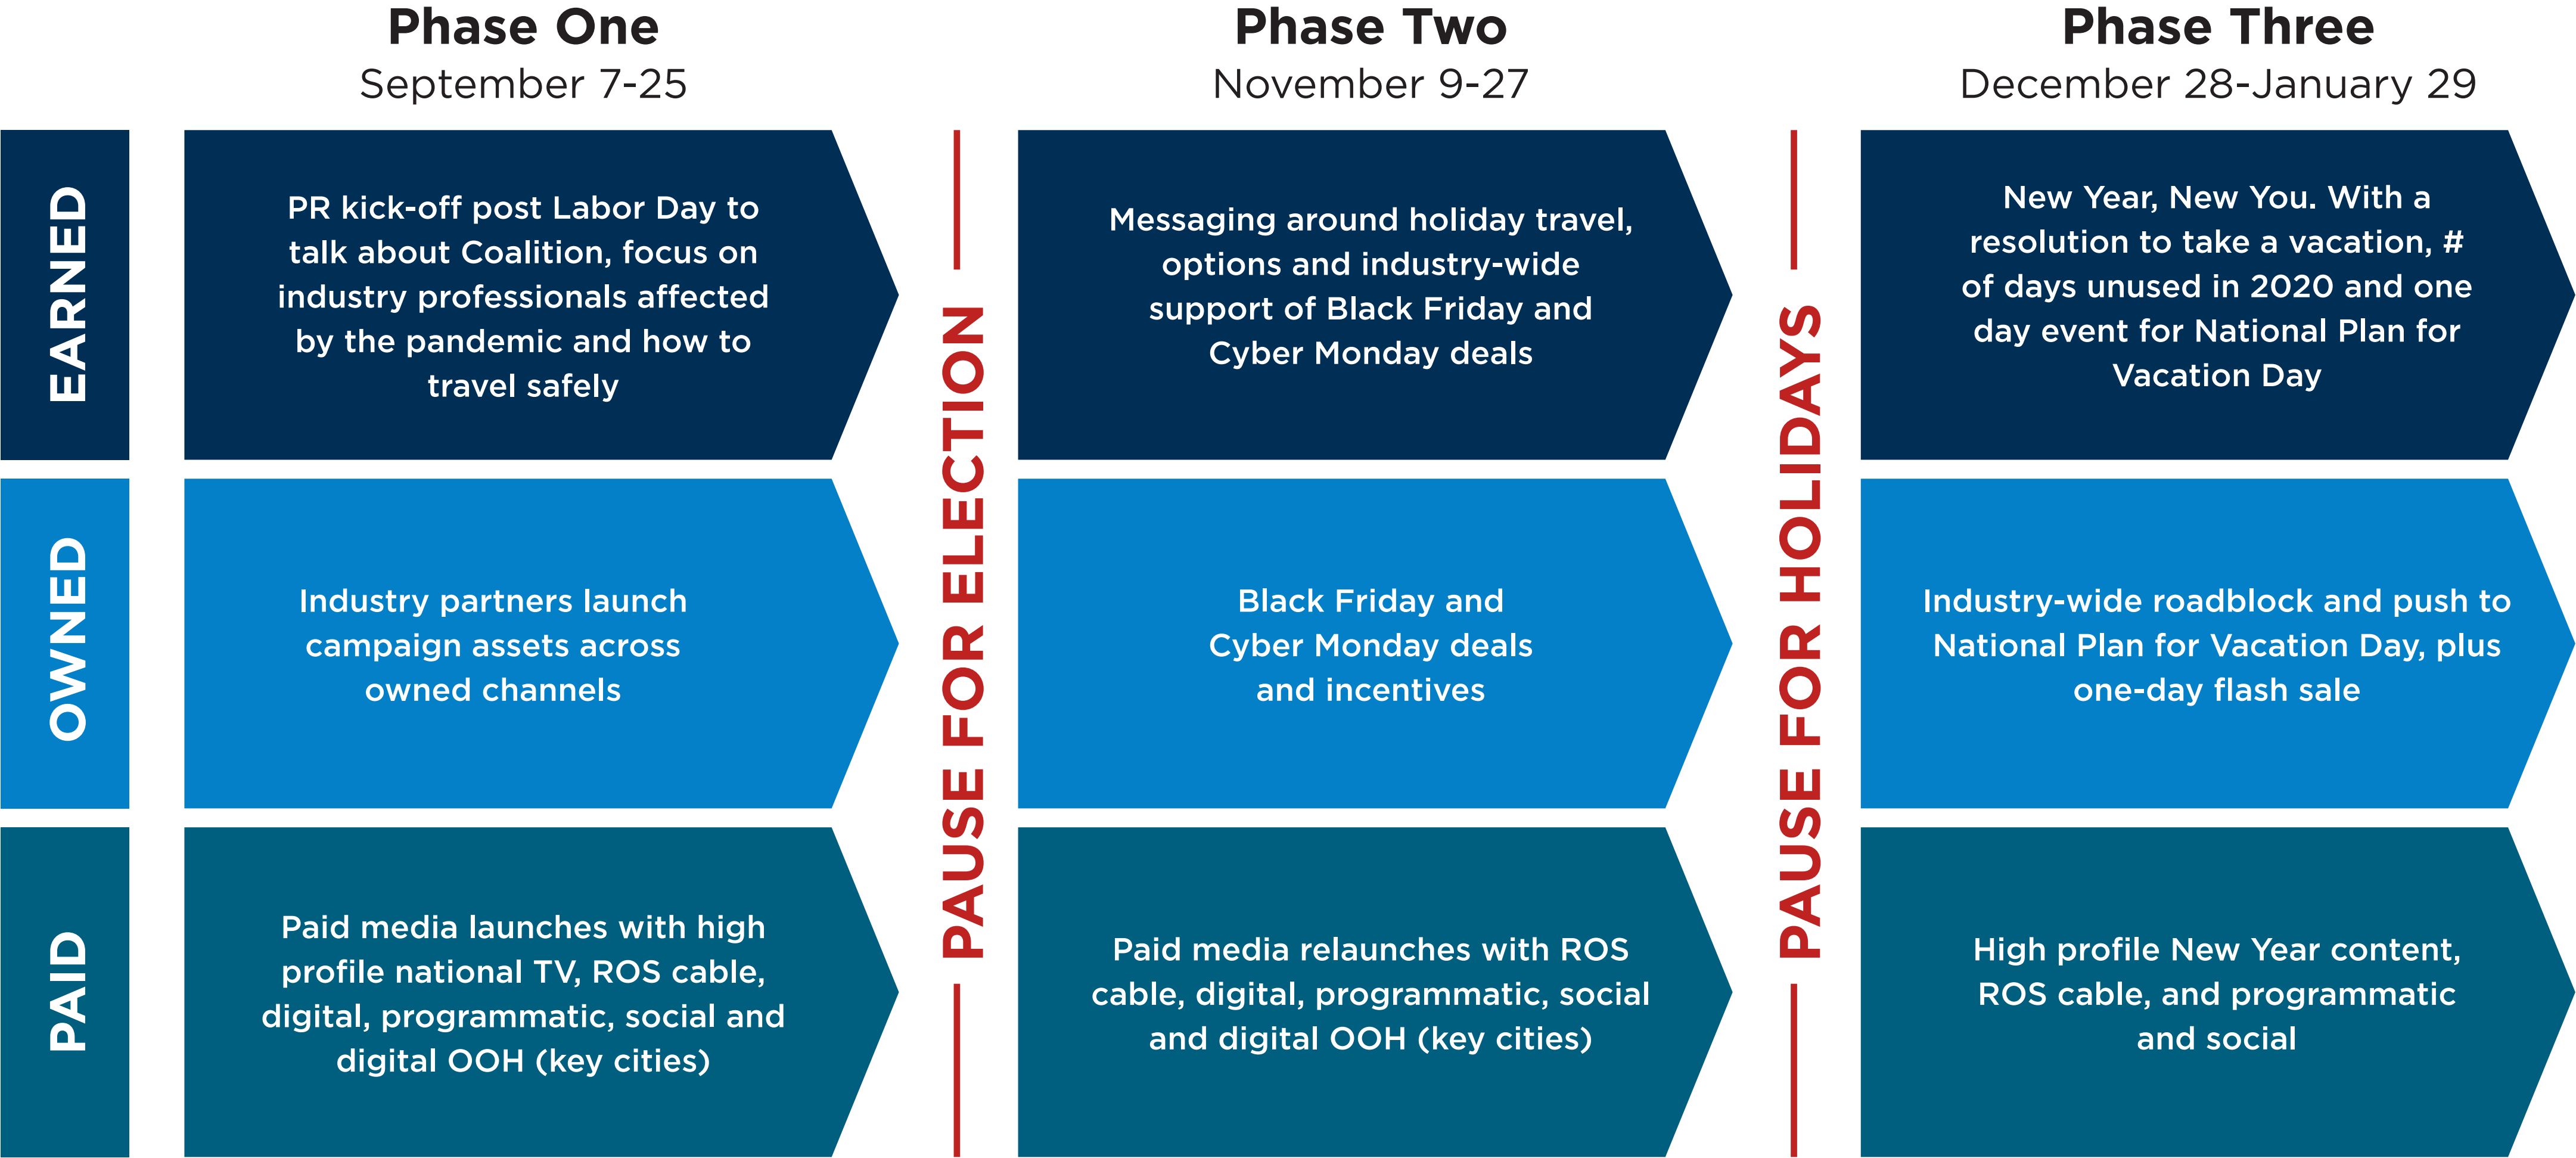 Phase One
September 7-25
Phase Two
November 9-27
Phase Three
December 28-January 29
EARNED
PR kick-off post Labor Day to
talk about Coalition, focus on
industry professionals affected
by the pandemic and how to
travel safely
PAUSE FOR ELECTION
Messaging around holiday travel,
options and industry-wide
support of Black Friday and
Cyber Monday deals
PAUSE FOR HOLIDAYS
New Year, New You. With a
resolution to take a vacation, #
of days unused in 2020 and one
day event for National Plan for
Vacation Day
OWNED
Industry partners launch
campaign assets across
owned channels
Black Friday and
Cyber Monday deals
and incentives
Industry-wide roadblock and push to
National Plan for Vacation Day, plus
one-day flash sale
PAID
Paid media launches with high
profile national TV, ROS cable,
digital, programmatic, social and
digital OOH (key cities)
Paid media relaunches with ROS
cable, digital, programmatic, social
and digital OOH (key cities)
High profile New Year content,
ROS cable, and programmatic
and social